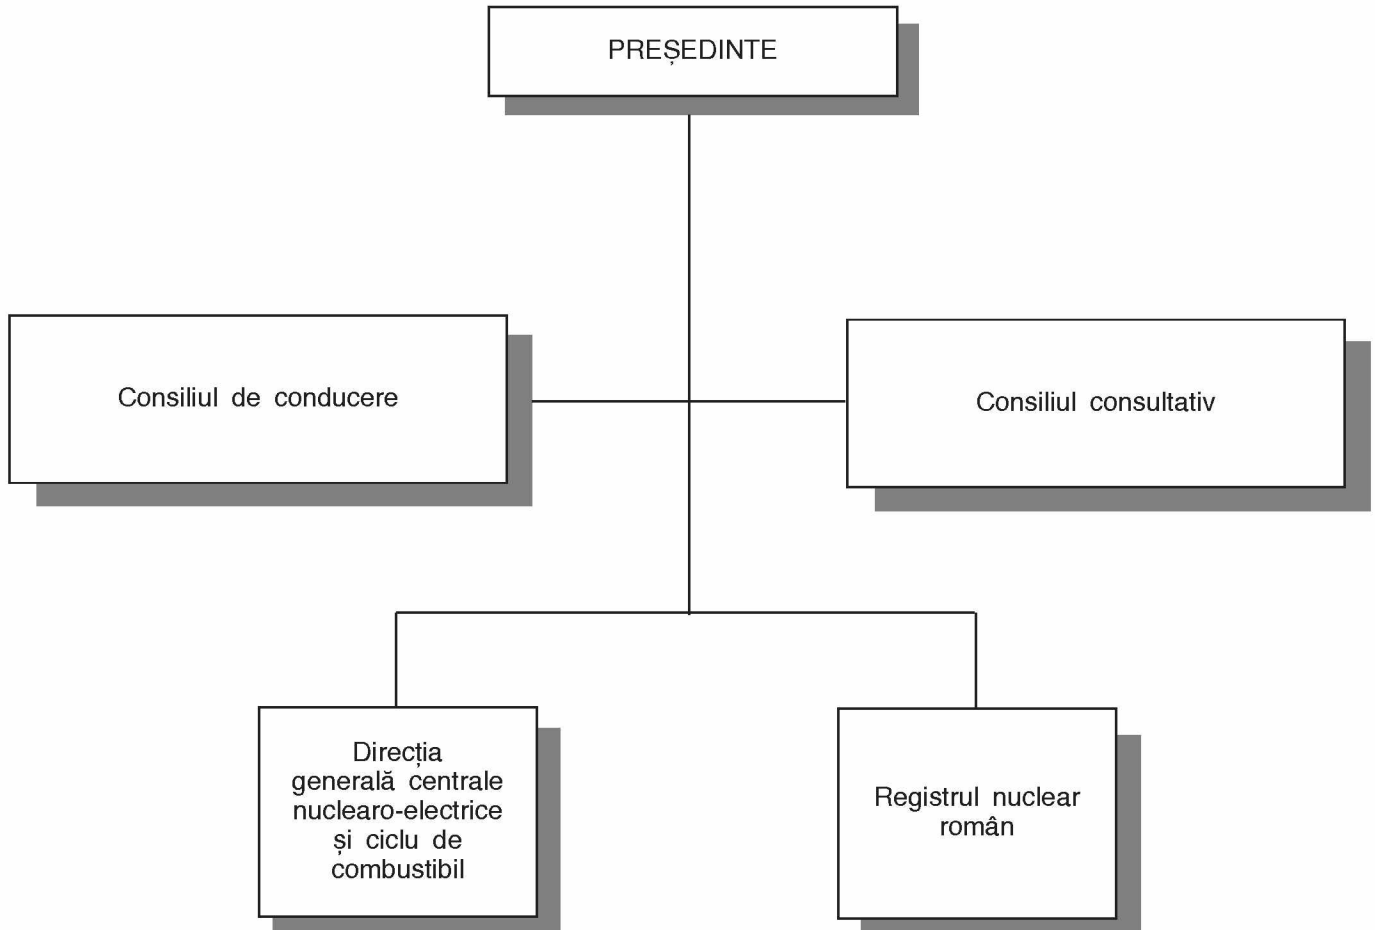 PREȘEDINTE
Consiliul de conducere
Consiliul consultativ
Direcția
generală centrale
nuclearo-electrice
și ciclu de
combustibil
Registrul nuclear
român